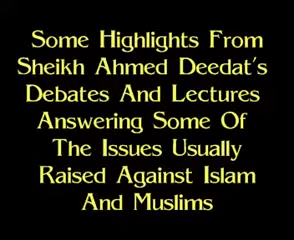 Some Highlights From
Sheikh Ahmed Deedat's
Debates And Lectures
Answering Some Of
The Issues Usually
Raised Against Islam
And Muslims